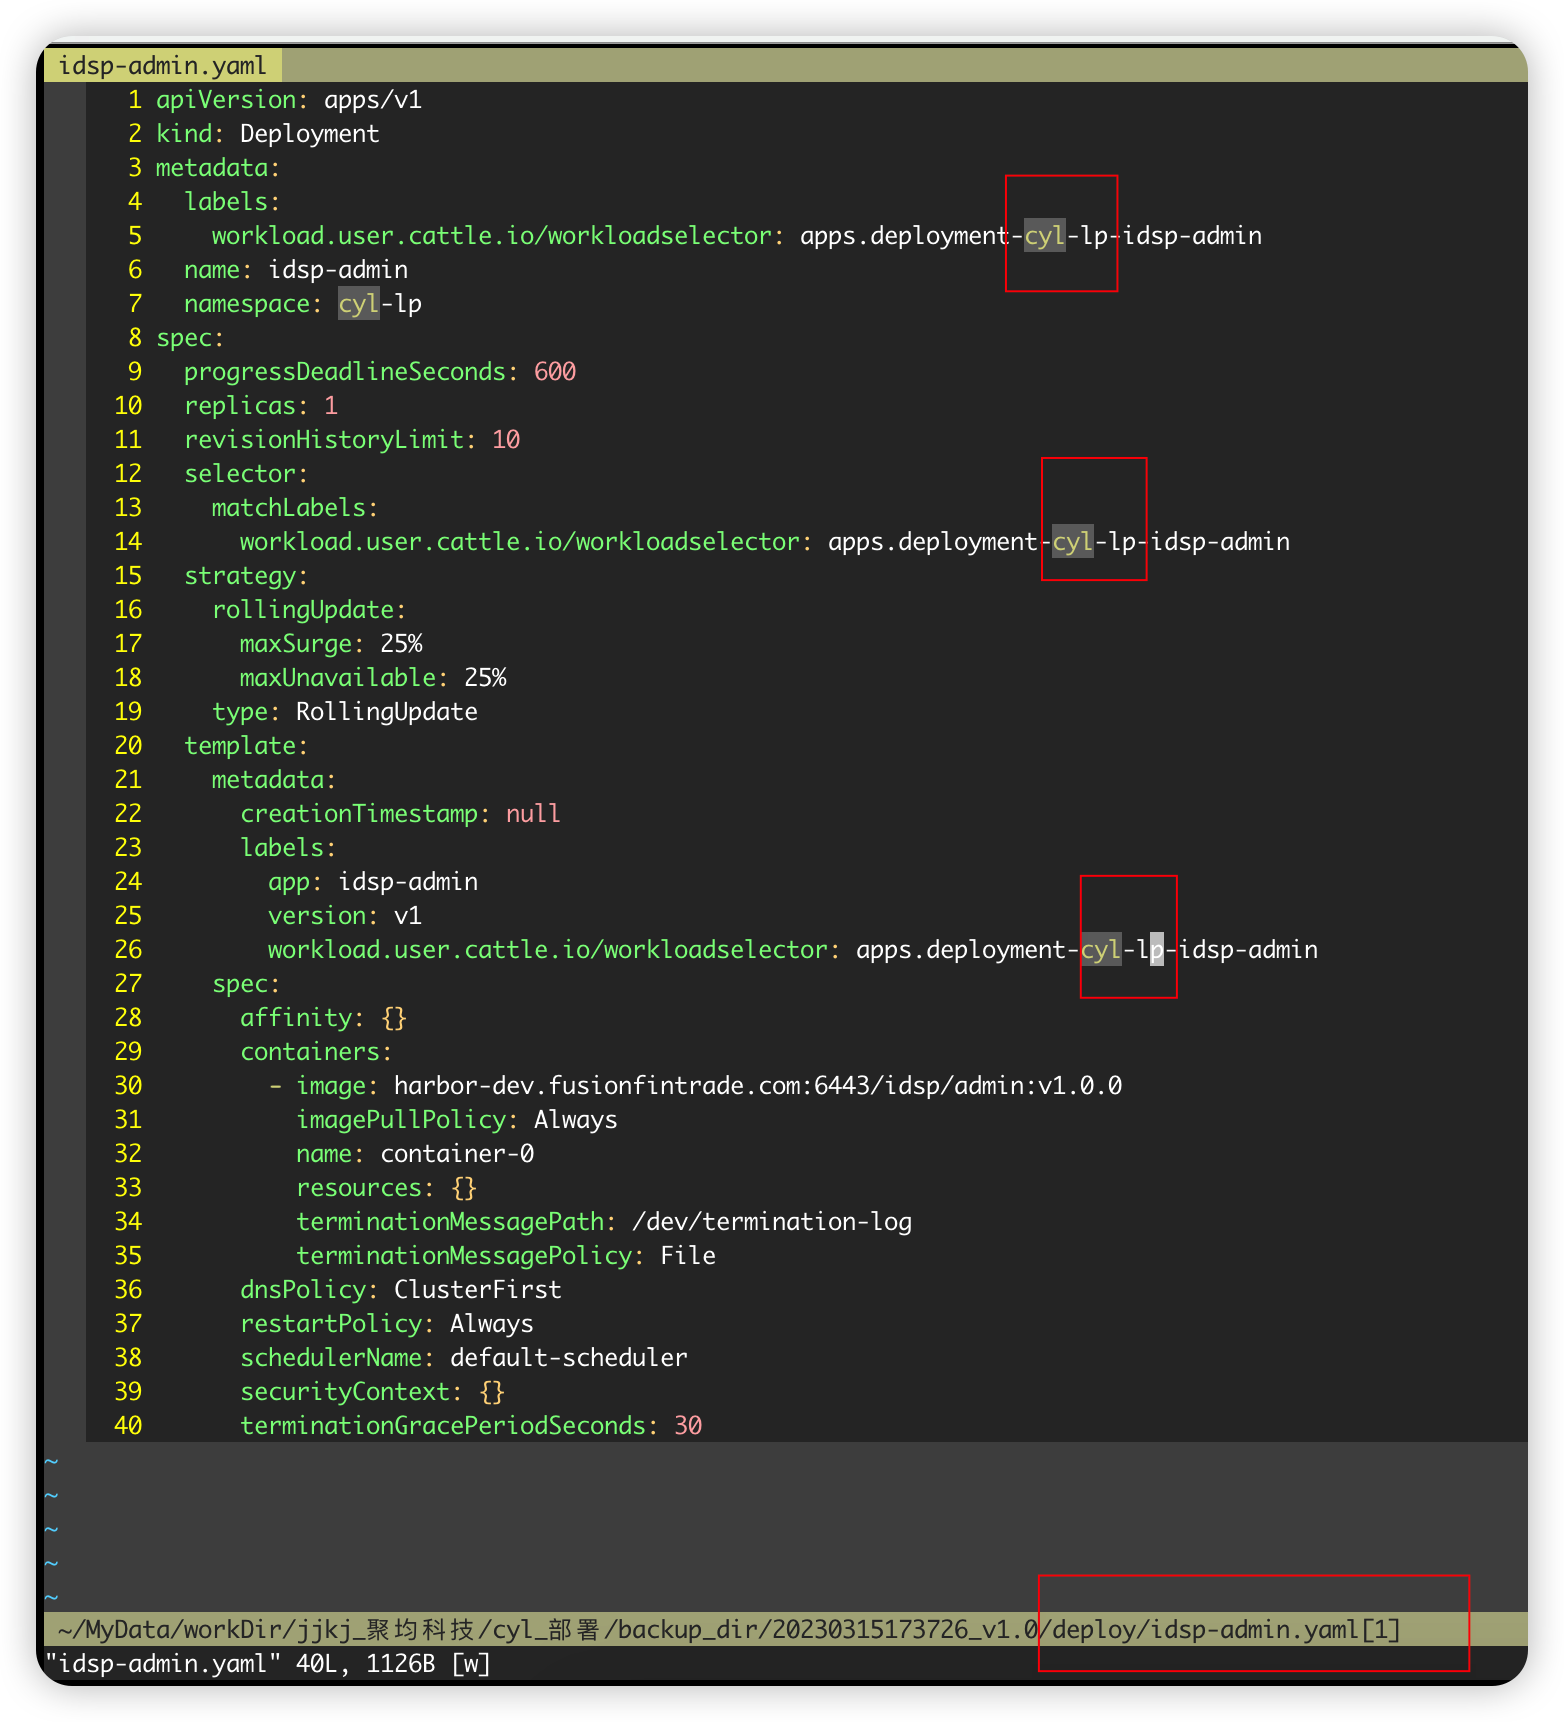 idsp-admin.yaml
1 apiVersion: apps/v1
2 kind: Deployment
3 metadata:
4   labels:
5     workload.user.cattle.io/workloadselector: apps.deployment-cyl-lp-idsp-admin
6   name: idsp-admin
7   namespace: cyl-lp
8 spec:
9   progressDeadlineSeconds: 600
10   replicas: 1
11   revisionHistoryLimit: 10
12   selector:
13     matchLabels:
14       workload.user.cattle.io/workloadselector: apps.deployment-cyl-lp-idsp-admin
15   strategy:
16     rollingUpdate:
17       maxSurge: 25%
18       maxUnavailable: 25%
19     type: RollingUpdate
20   template:
21     metadata:
22       creationTimestamp: null
23       labels:
24         app: idsp-admin
25         version: v1
26         workload.user.cattle.io/workloadselector: apps.deployment-cyl-lp-idsp-admin
27     spec:
28       affinity: {}
29       containers:
30         - image: harbor-dev.fusionfintrade.com:6443/idsp/admin:v1.0.0
31           imagePullPolicy: Always
32           name: container-0
33           resources: {}
34           terminationMessagePath: /dev/termination-log
35           terminationMessagePolicy: File
36       dnsPolicy: ClusterFirst
37       restartPolicy: Always
38       schedulerName: default-scheduler
39       securityContext: {}
40       terminationGracePeriodSeconds: 30
~
~
~
~
~
~/MyData/workDir/jjkj_聚均科技/cyl_部署/backup_dir/20230315173726_v1.0/deploy/idsp-admin.yaml[1]
"idsp-admin.yaml" 40L, 1126B [w]